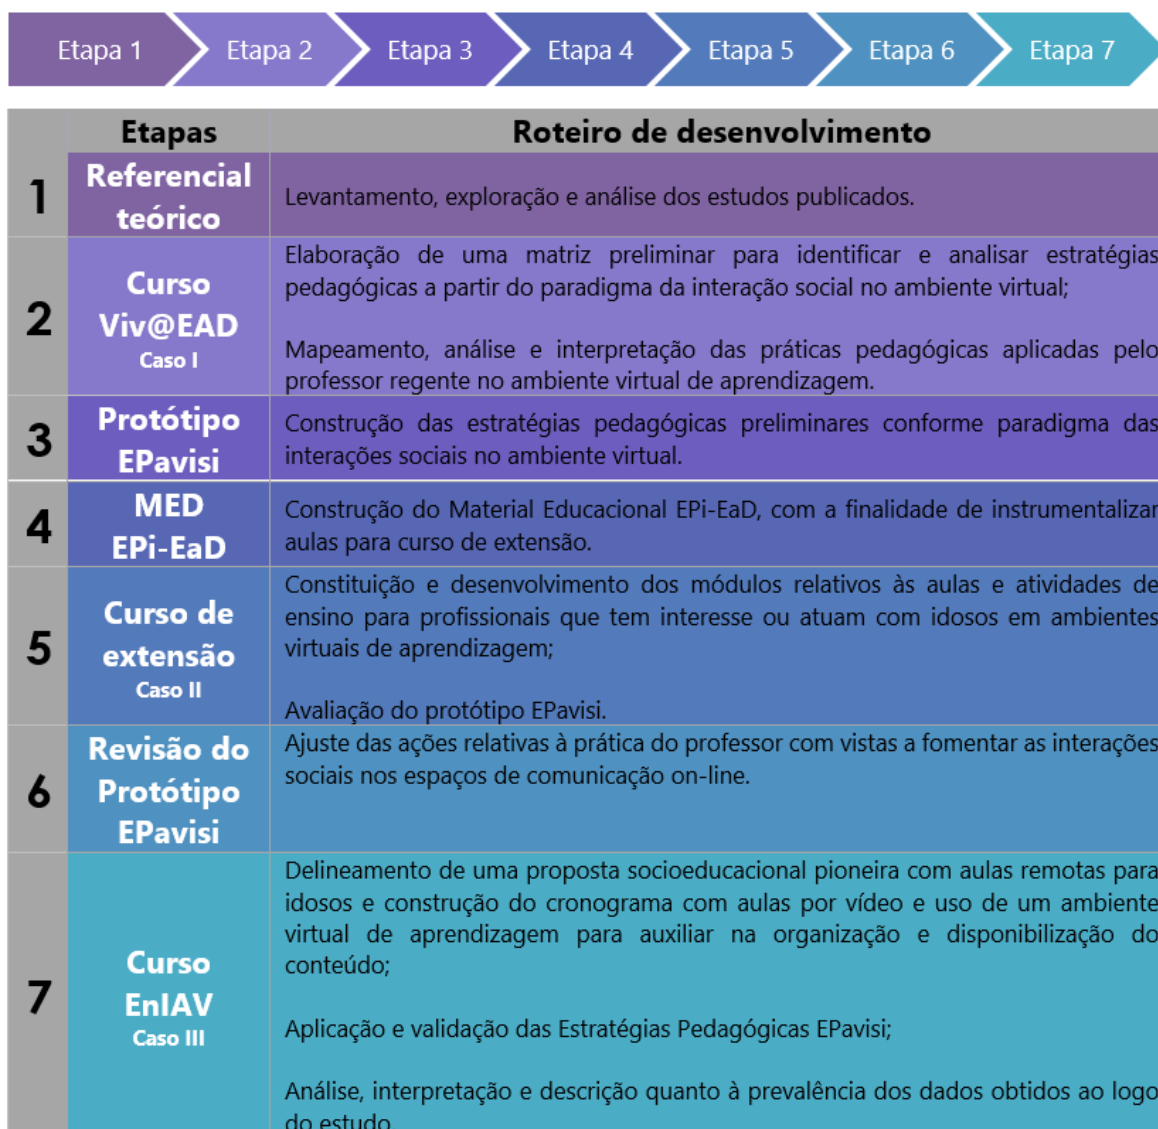 Etapa 1 Etapa 2 Etapa 3 Etapa 4 Etapa 5 Etapa 6 Etapa 7
Etapas Roteiro de desenvolvimento
1
Referencial
teórico
Levantamento, exploração e análise dos estudos publicados.
2
Curso
Viv@EAD
Caso I
Elaboração de uma matriz preliminar para identificar e analisar estratégias
pedagógicas a partir do paradigma da interação social no ambiente virtual;
Mapeamento, análise e interpretação das práticas pedagógicas aplicadas pelo
professor regente no ambiente virtual de aprendizagem.
3
Protótipo
EPavisi
Construção das estratégias pedagógicas preliminares conforme paradigma das
interações sociais no ambiente virtual.
4
MED
EPi-EaD
Construção do Material Educacional EPi-EaD, com a finalidade de instrumentalizar
aulas para curso de extensão.
5
Curso de
extensão
Caso II
Constituição e desenvolvimento dos módulos relativos às aulas e atividades de
ensino para profissionais que tem interesse ou atuam com idosos em ambientes
virtuais de aprendizagem;
Avaliação do protótipo EPavisi.
6
Revisão do
Protótipo
EPavisi
Ajuste das ações relativas à prática do professor com vistas a fomentar as interações
sociais nos espaços de comunicação on-line.
7
Curso
EnIAV
Caso III
Delineamento de uma proposta socioeducacional pioneira com aulas remotas para
idosos e construção do cronograma com aulas por vídeo e uso de um ambiente
virtual de aprendizagem para auxiliar na organização e disponibilização do
conteúdo;
Aplicação e validação das Estratégias Pedagógicas EPavisi;
Análise, interpretação e descrição quanto à prevalência dos dados obtidos ao logo
do estudo.